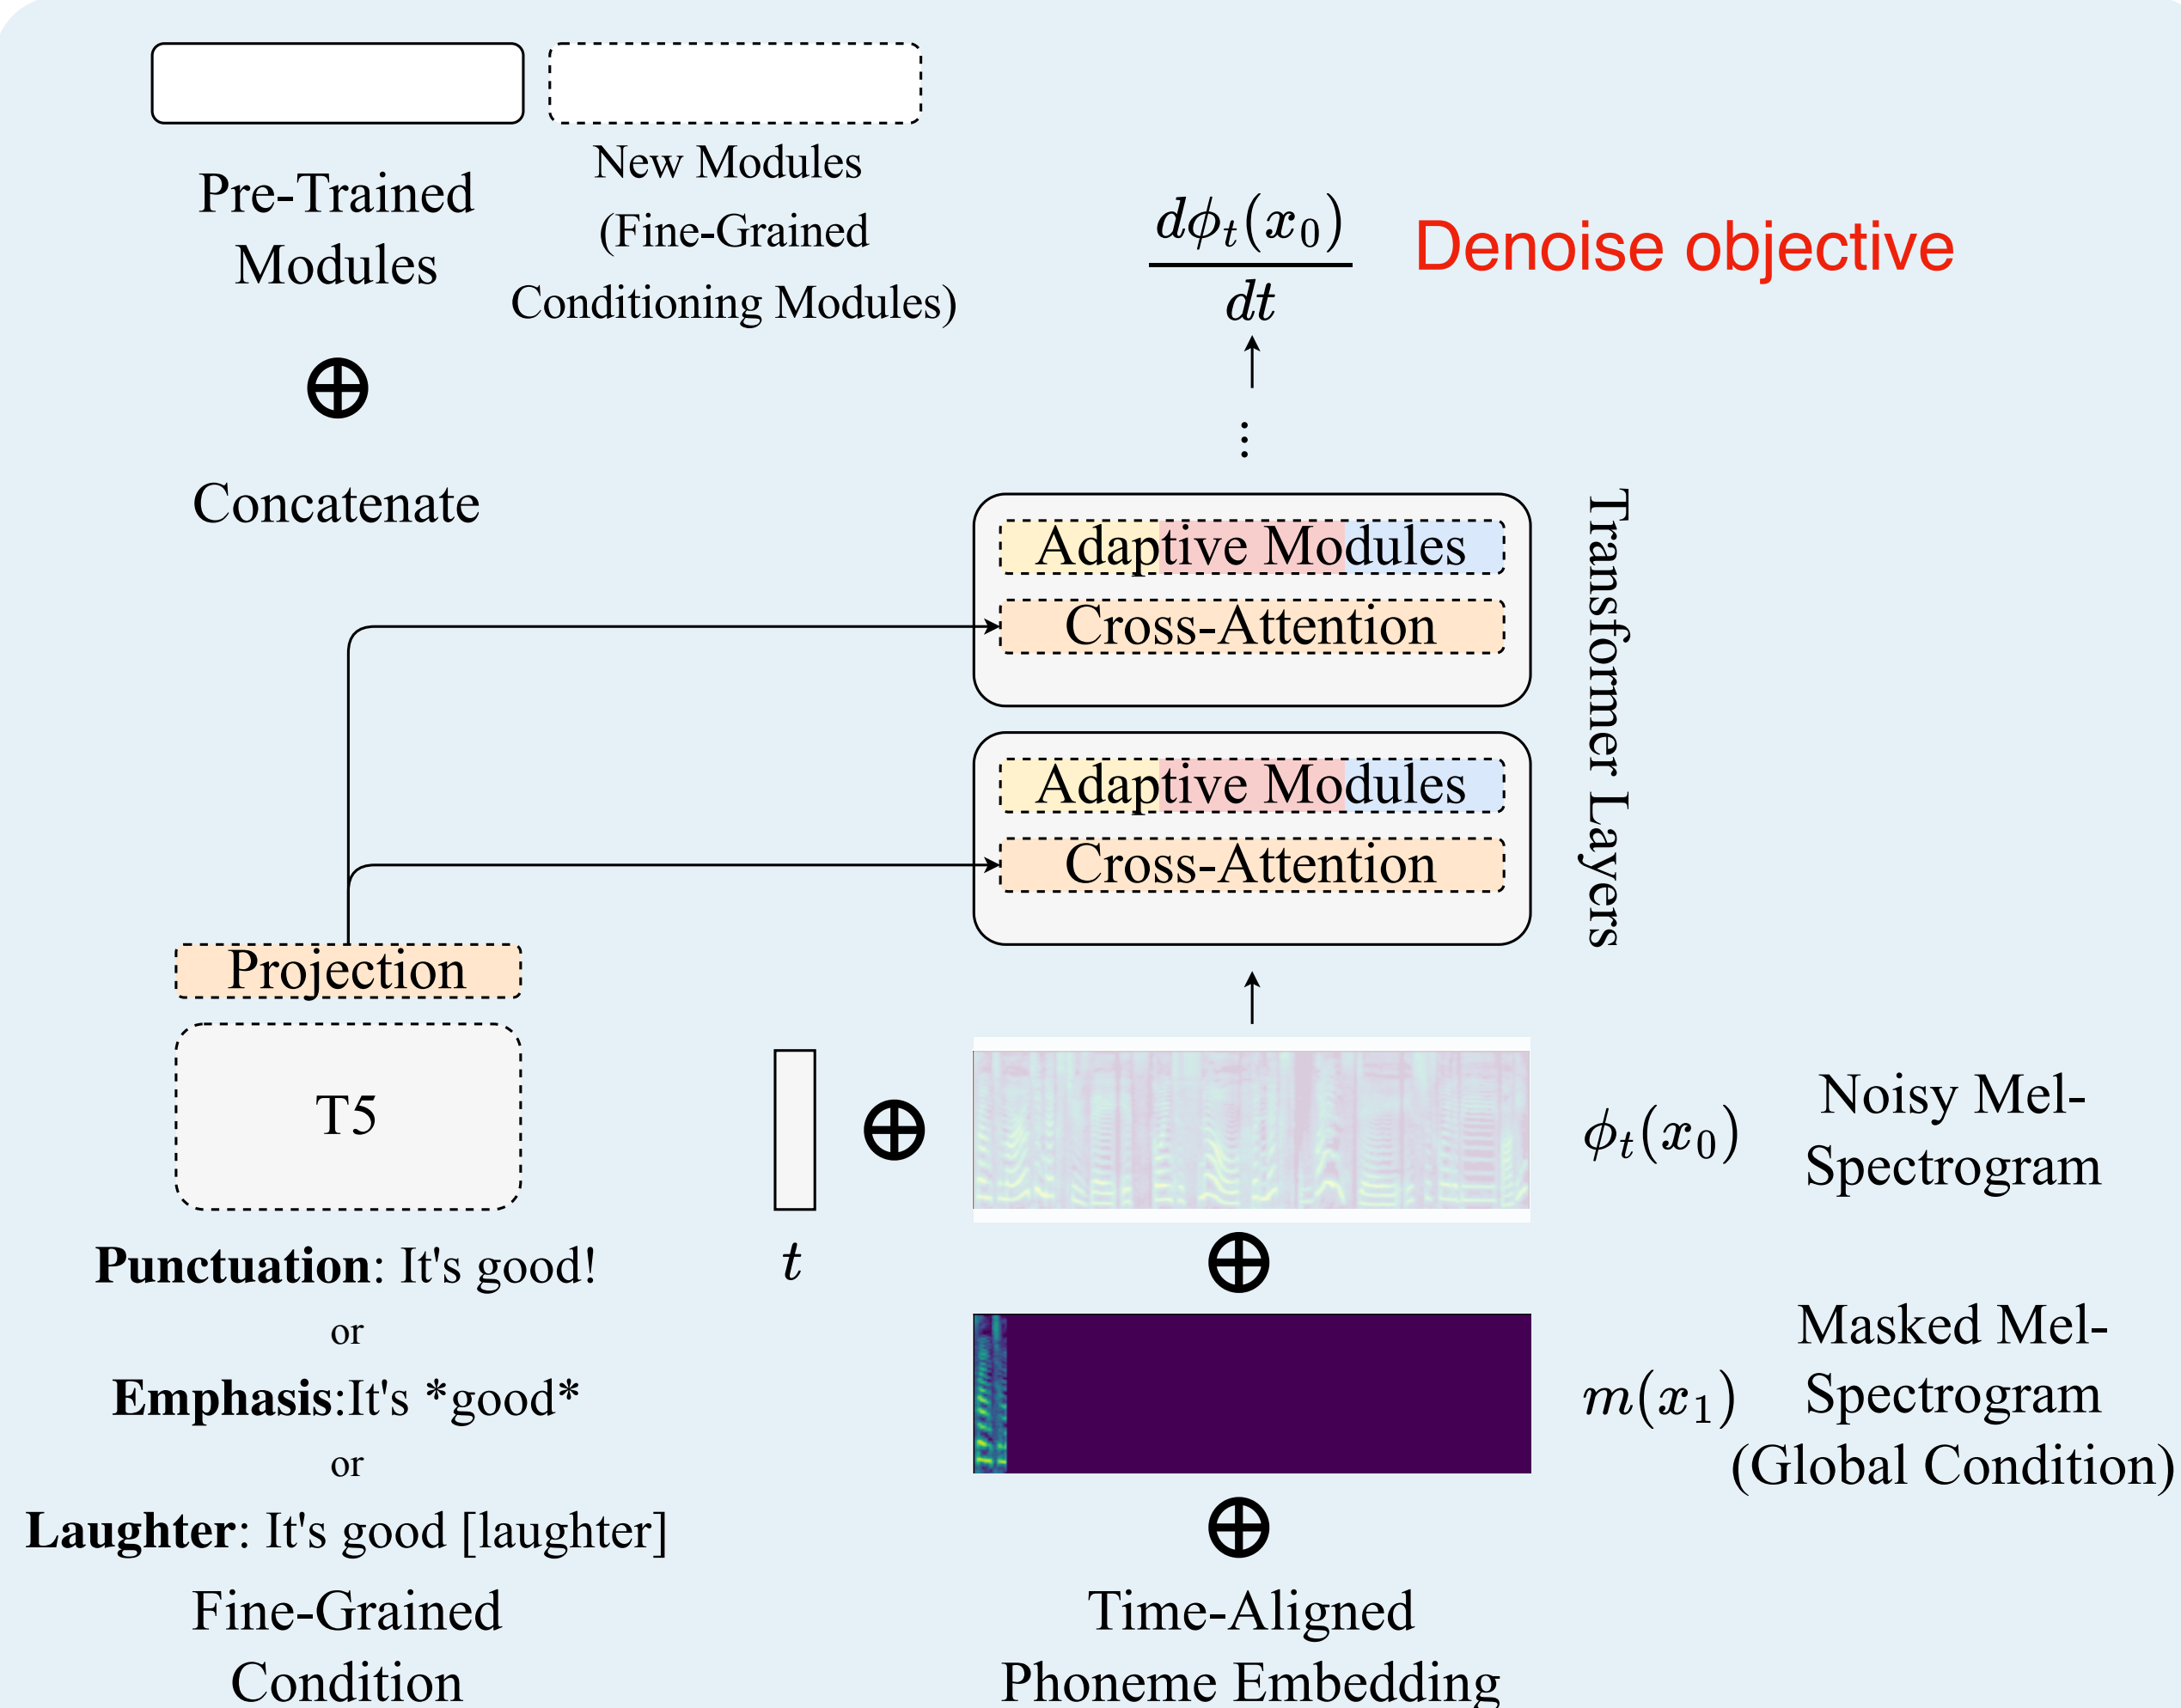 Pre-Trained
Modules
New Modules
(Fine-Grained
Conditioning Modules)
Concatenate
dϕₜ(x₀)
dt
Denoise objective
⋮
Adaptive Modules
Cross-Attention
Adaptive Modules
Cross-Attention
Transformer Layers
Projection
T5
t
ϕₜ(x₀)
Noisy Mel-
Spectrogram
Punctuation: It's good!
or
Emphasis:It's *good*
or
Laughter: It's good [laughter]
Fine-Grained
Condition
m(x₁)
Masked Mel-
Spectrogram
(Global Condition)
Time-Aligned
Phoneme Embedding